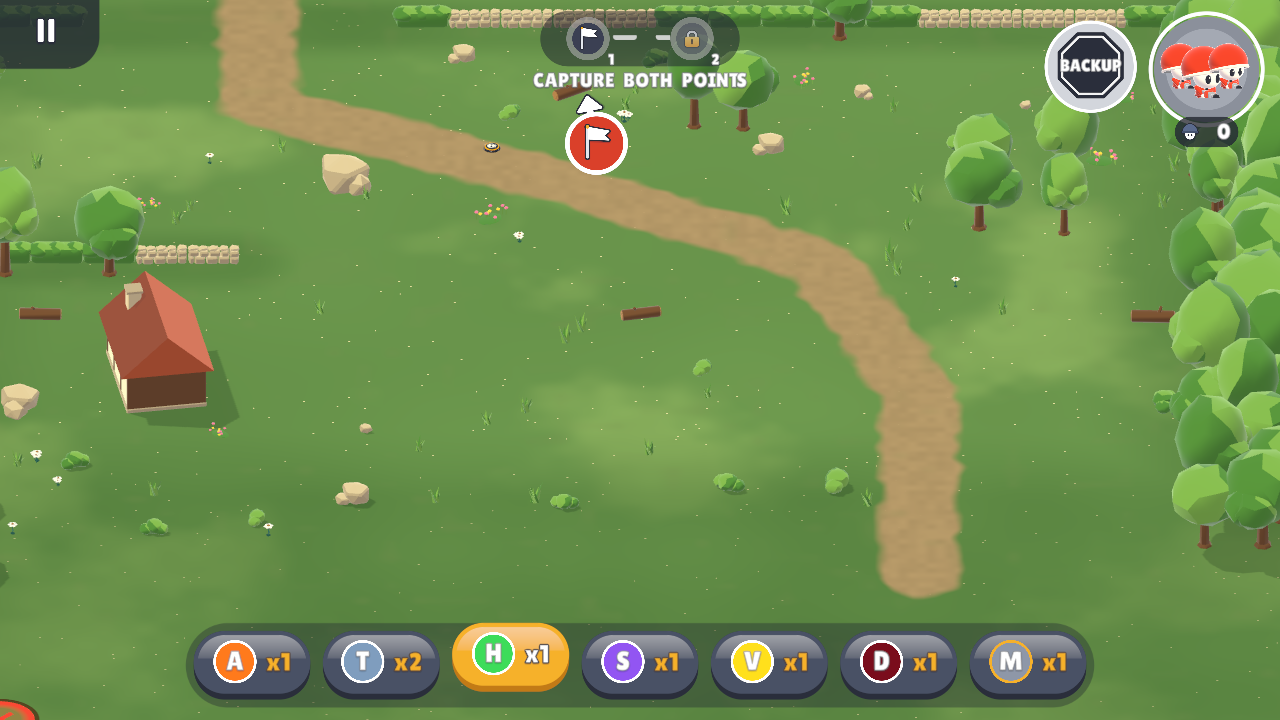 1
2
CAPTURE BOTH POINTS
BACKUP
0
A x1
T x2
H x1
S x1
V x1
D x1
M x1